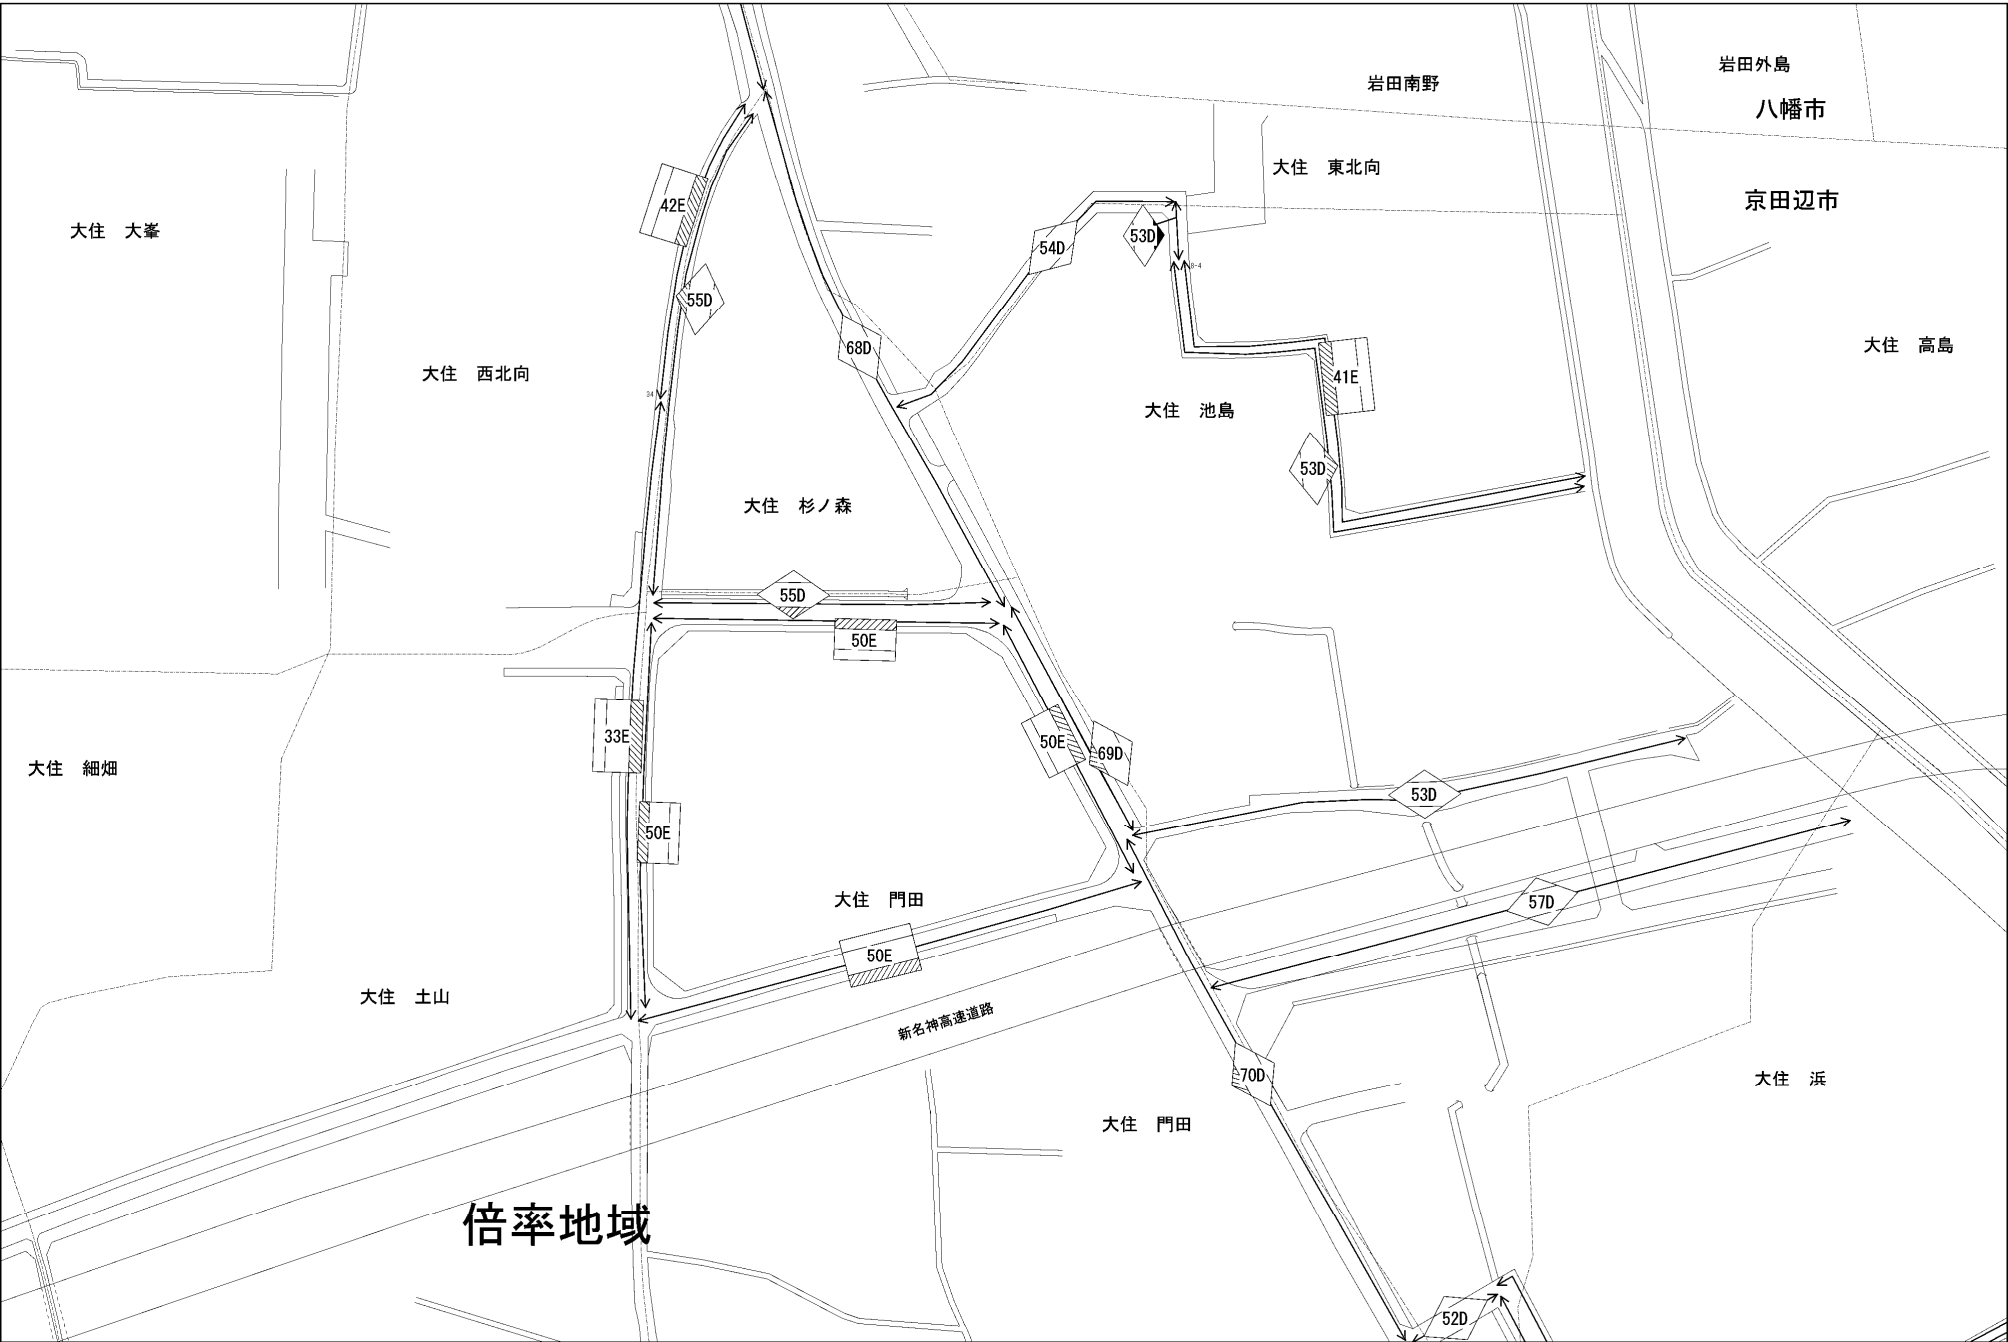 岩田外島
岩田南野
八幡市
大住　東北向
京田辺市
42E
大住　大峯
53D
54D
8-4
55D
大住　高島
68D
大住　西北向
41E
34
大住　池島
53D
大住　杉ノ森
55D
50E
33E
50E
69D
大住　細畑
53D
50E
大住　門田
57D
50E
大住　土山
新名神高速道路
70D
大住　浜
大住　門田
倍率地域
52D